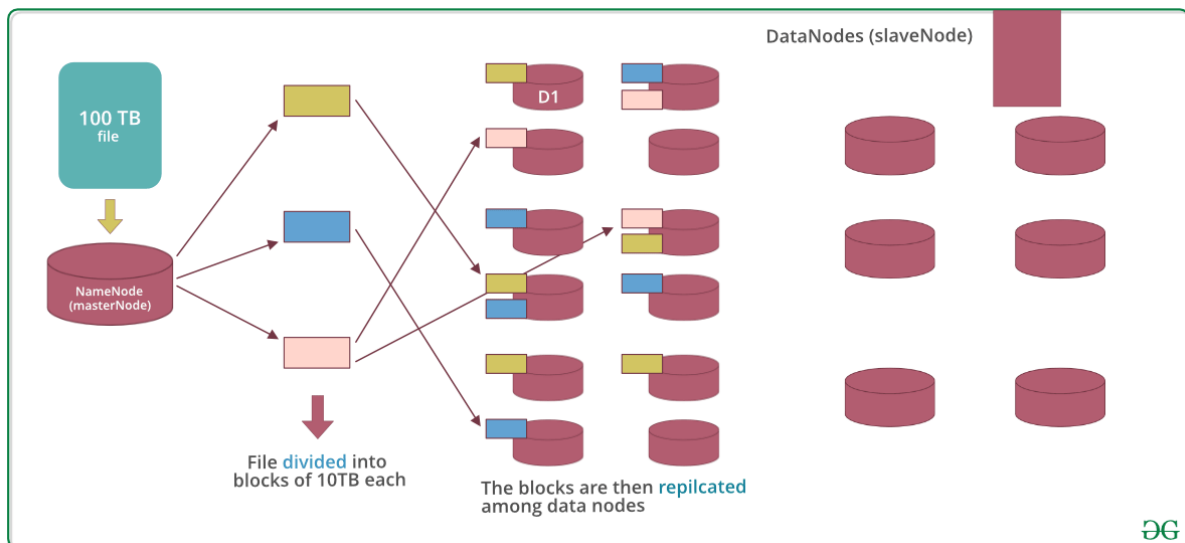 100 TB
file
NameNode
(masterNode)
File divided into
blocks of 10TB each
D1
The blocks are then repilcated
among data nodes
DataNodes (slaveNode)